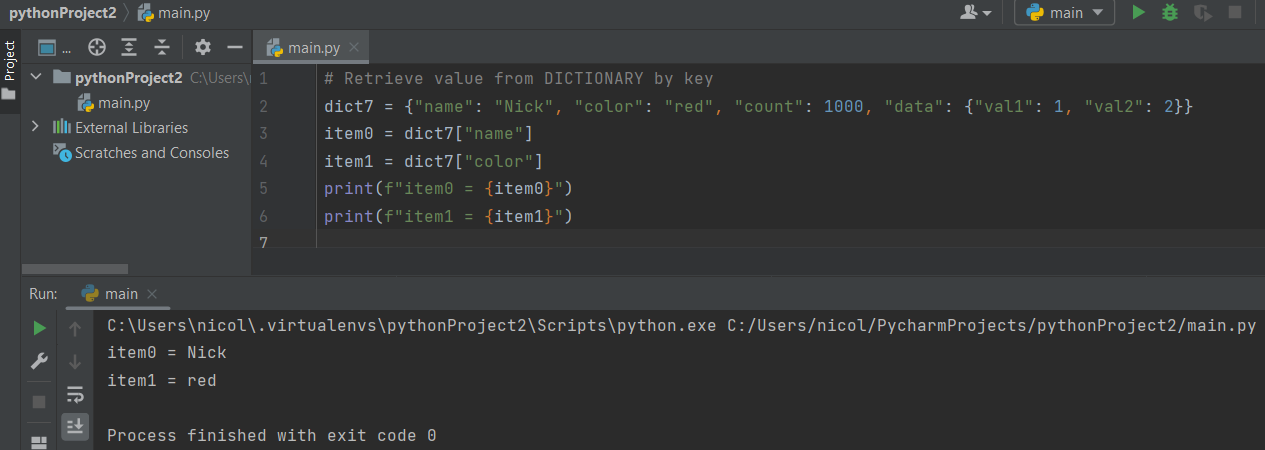 pythonProject2 main.py
main
Project
...
main.py
pythonProject2 C:\Users\
main.py
External Libraries
Scratches and Consoles
1 # Retrieve value from DICTIONARY by key
2 dict7 = {"name": "Nick", "color": "red", "count": 1000, "data": {"val1": 1, "val2": 2}}
3 item0 = dict7["name"]
4 item1 = dict7["color"]
5 print(f"item0 = {item0}")
6 print(f"item1 = {item1}")
7
Run: main
C:\Users\nicol\.virtualenvs\pythonProject2\Scripts\python.exe C:/Users/nicol/PycharmProjects/pythonProject2/main.py
item0 = Nick
item1 = red
Process finished with exit code 0